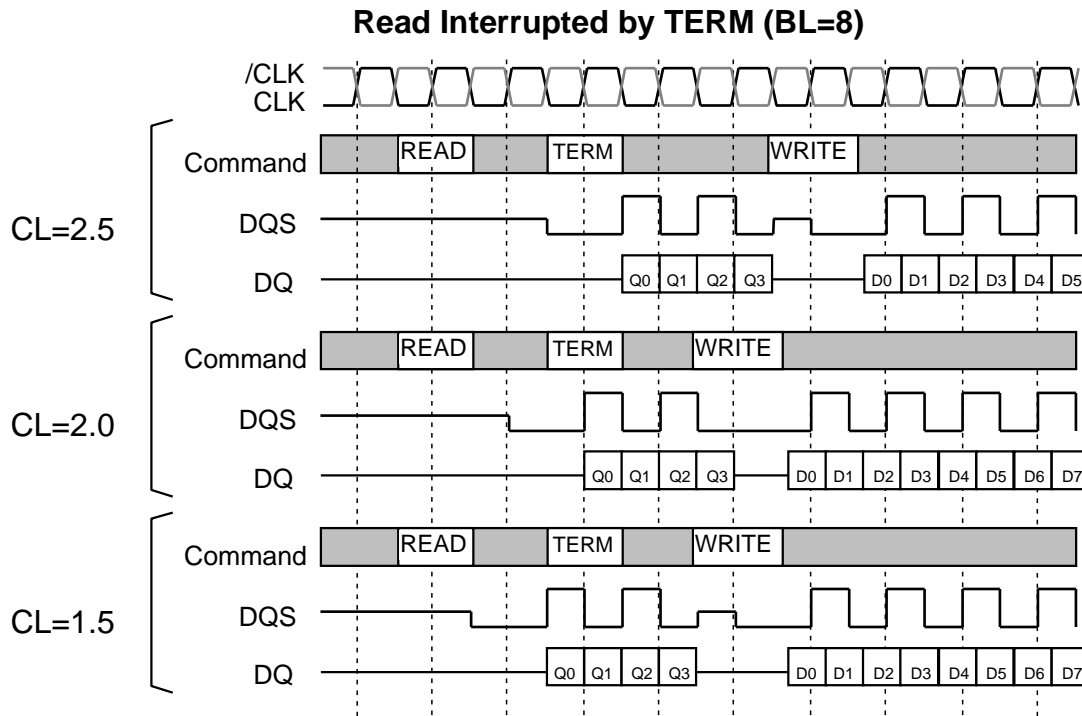 Read Interrupted by TERM (BL=8)
/CLK
CLK
Command READ TERM WRITE
CL=2.5
DQS
DQ Q0 Q1 Q2 Q3 D0 D1 D2 D3 D4 D5
Command READ TERM WRITE
CL=2.0
DQS
DQ Q0 Q1 Q2 Q3 D0 D1 D2 D3 D4 D5 D6 D7
Command READ TERM WRITE
CL=1.5
DQS
DQ Q0 Q1 Q2 Q3 D0 D1 D2 D3 D4 D5 D6 D7